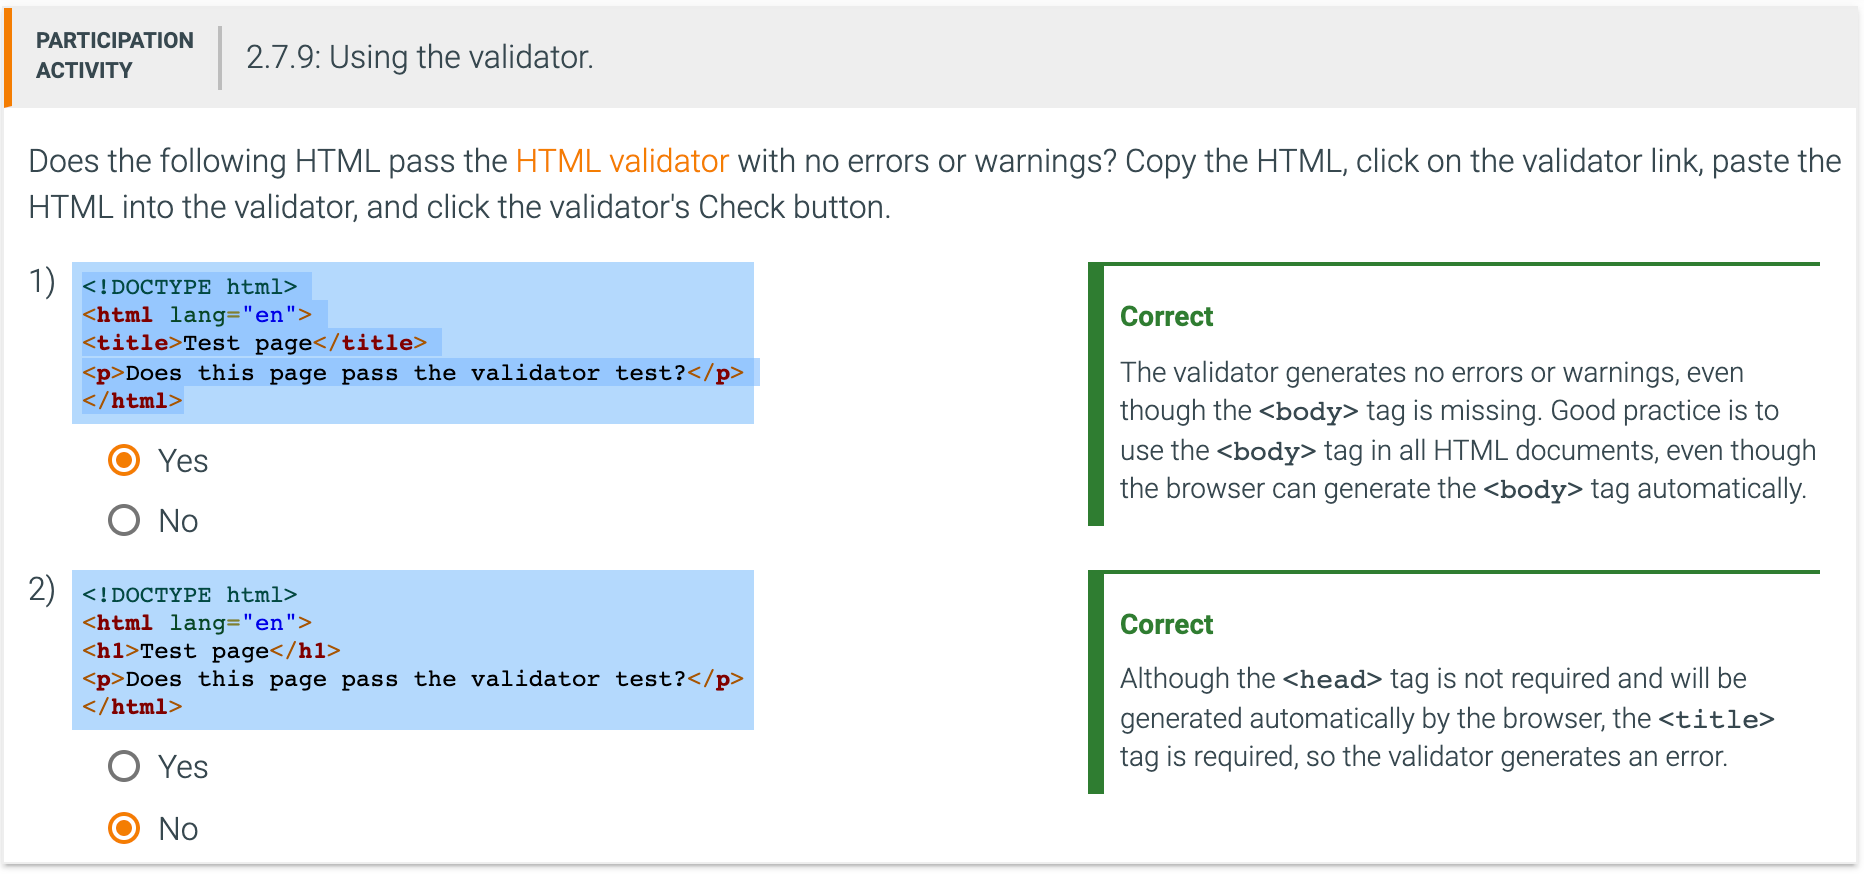 PARTICIPATION
ACTIVITY
2.7.9: Using the validator.
Does the following HTML pass the HTML validator with no errors or warnings? Copy the HTML, click on the validator link, paste the
HTML into the validator, and click the validator's Check button.
1)
<!DOCTYPE html>
<html lang="en">
<title>Test page</title>
<p>Does this page pass the validator test?</p>
</html>
Yes
No
Correct
The validator generates no errors or warnings, even
though the <body> tag is missing. Good practice is to
use the <body> tag in all HTML documents, even though
the browser can generate the <body> tag automatically.
2)
<!DOCTYPE html>
<html lang="en">
<h1>Test page</h1>
<p>Does this page pass the validator test?</p>
</html>
Yes
No
Correct
Although the <head> tag is not required and will be
generated automatically by the browser, the <title>
tag is required, so the validator generates an error.